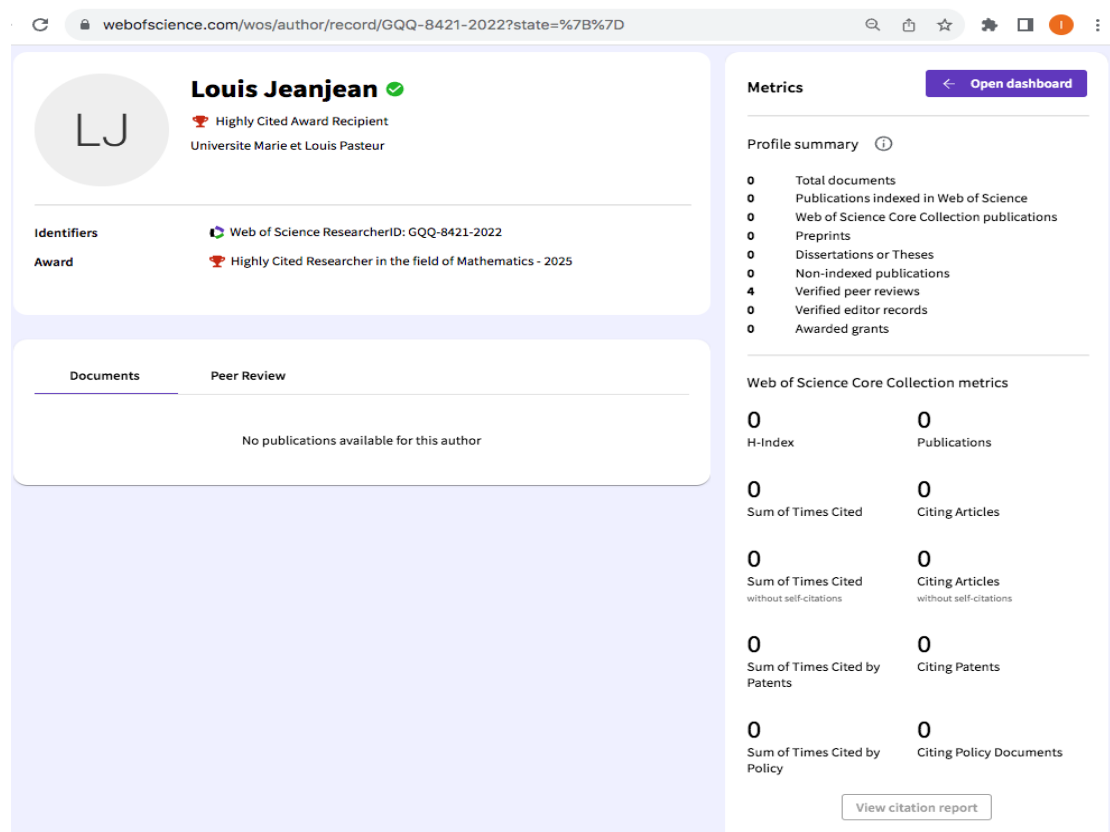 webofscience.com/wos/author/record/GQQ-8421-2022?state=%7B%7D
I
LJ
Louis Jeanjean
Highly Cited Award Recipient
Universite Marie et Louis Pasteur
Identifiers
Web of Science ResearcherID: GQQ-8421-2022
Award
Highly Cited Researcher in the field of Mathematics - 2025
Documents
Peer Review
No publications available for this author
Metrics
Open dashboard
Profile summary
0 Total documents
0 Publications indexed in Web of Science
0 Web of Science Core Collection publications
0 Preprints
0 Dissertations or Theses
0 Non-indexed publications
4 Verified peer reviews
0 Verified editor records
0 Awarded grants
Web of Science Core Collection metrics
0 0
H-Index Publications
0 0
Sum of Times Cited Citing Articles
0 0
Sum of Times Cited Citing Articles
without self-citations without self-citations
0 0
Sum of Times Cited by Citing Patents
Patents
0 0
Sum of Times Cited by Citing Policy Documents
Policy
View citation report